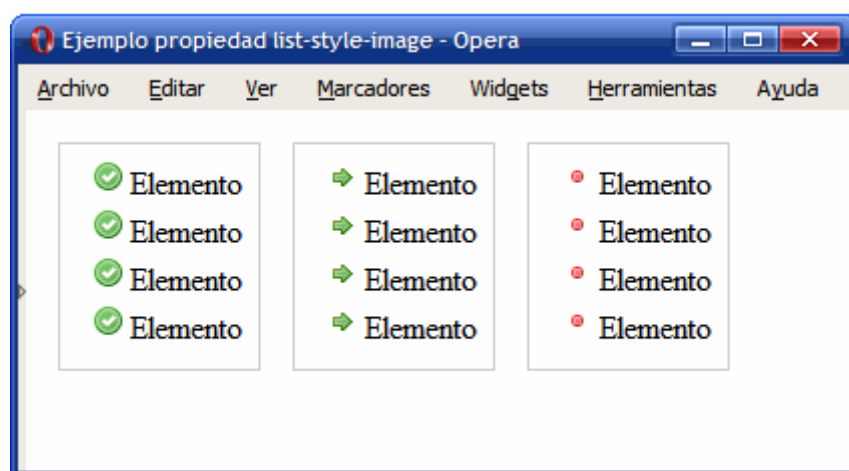 Ejemplo propiedad list-style-image - Opera
Archivo Editar Ver Marcadores Widgets Herramientas Ayuda
Elemento Elemento Elemento
Elemento Elemento Elemento
Elemento Elemento Elemento
Elemento Elemento Elemento